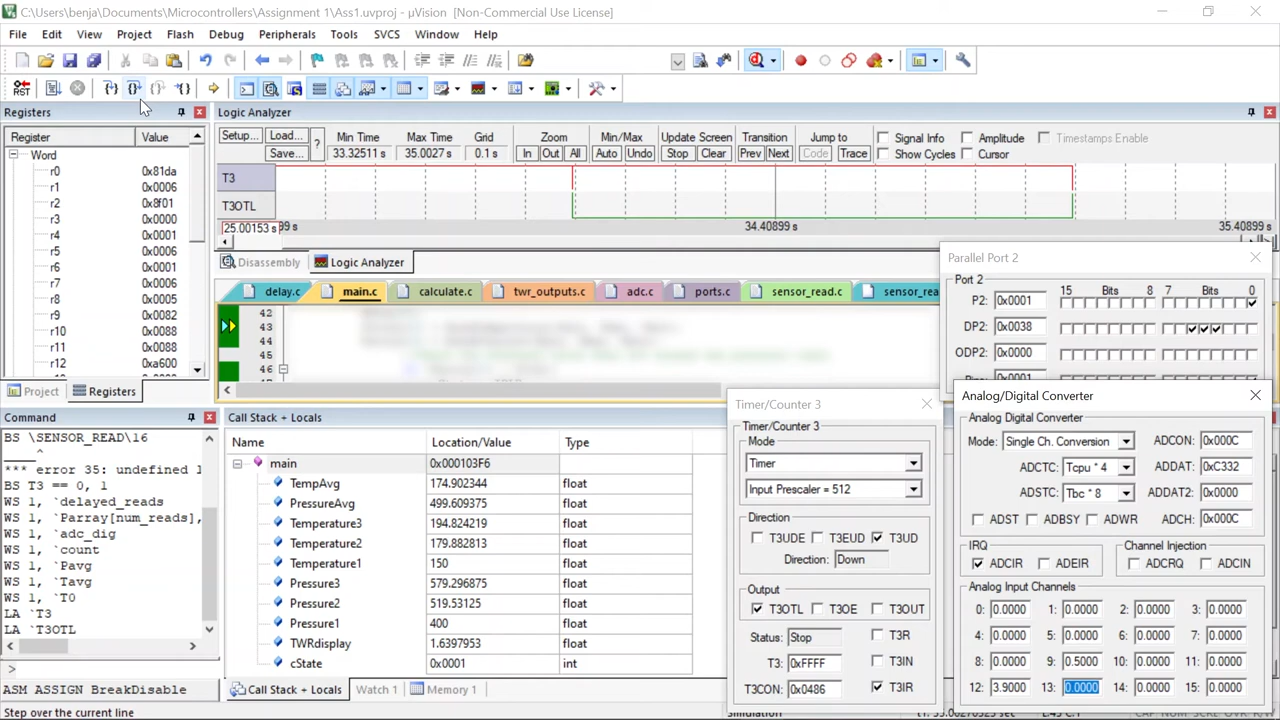 C:\Users\benja\Documents\Microcontrollers\Assignment 1\Ass1.uvproj - µVision [Non-Commercial Use License]
File Edit View Project Flash Debug Peripherals Tools SVCS Window Help
Registers
Register Value
Word
r0 0x81da
r1 0x0006
r2 0x8f01
r3 0x0000
r4 0x0001
r5 0x0006
r6 0x0001
r7 0x0006
r8 0x0005
r9 0x0082
r10 0x0088
r11 0x0088
r12 0xa600
Project Registers
Logic Analyzer
Setup... Load... ? Min Time Max Time Grid Zoom Min/Max Update Screen Transition Jump to Signal Info Amplitude Timestamps Enable
Save... 33.32511 s 35.0027 s 0.1 s In Out All Auto Undo Stop Clear Prev Next Code Trace Show Cycles Cursor
T3
T3OTL
25.00153 s 99 s 34.40899 s 35.40899 s
Disassembly Logic Analyzer
delay.c main.c calculate.c twr_outputs.c adc.c ports.c sensor_read.c sensor_rea
42
43
44
45
46
Parallel Port 2
Port 2
P2: 0x0001 15 Bits 8 7 Bits 0
DP2: 0x0038
ODP2: 0x0000
Command
BS \SENSOR_READ\16
^
*** error 35: undefined l
BS T3 == 0, 1
WS 1, `delayed_reads
WS 1, `Parray[num_reads],
WS 1, `adc_dig
WS 1, `count
WS 1, `Pavg
WS 1, `Tavg
WS 1, `T0
LA `T3
LA `T3OTL
>
ASM ASSIGN BreakDisable
Step over the current line
Call Stack + Locals
Name Location/Value Type
main 0x000103F6
TempAvg 174.902344 float
PressureAvg 499.609375 float
Temperature3 194.824219 float
Temperature2 179.882813 float
Temperature1 150 float
Pressure3 579.296875 float
Pressure2 519.53125 float
Pressure1 400 float
TWRdisplay 1.6397953 float
cState 0x0001 int
Call Stack + Locals Watch 1 Memory 1
Timer/Counter 3
Mode
Timer
Input Prescaler = 512
Direction
T3UDE T3EUD T3UD
Direction: Down
Output
T3OTL T3OE T3OUT
Status: Stop T3R
T3: 0xFFFF T3IN
T3CON: 0x0486 T3IR
Analog/Digital Converter
Analog Digital Converter
Mode: Single Ch. Conversion ADCON: 0x000C
ADCTC: Tcpu * 4 ADDAT: 0xC332
ADSTC: Tbc * 8 ADDAT2: 0x0000
ADST ADBSY ADWR ADCH: 0x000C
IRQ Channel Injection
ADCIR ADEIR ADCRQ ADCIN
Analog Input Channels
0: 0.0000 1: 0.0000 2: 0.0000 3: 0.0000
4: 0.0000 5: 0.0000 6: 0.0000 7: 0.0000
8: 0.0000 9: 0.5000 10: 0.0000 11: 0.0000
12: 3.9000 13: 0.0000 14: 0.0000 15: 0.0000
Simulation